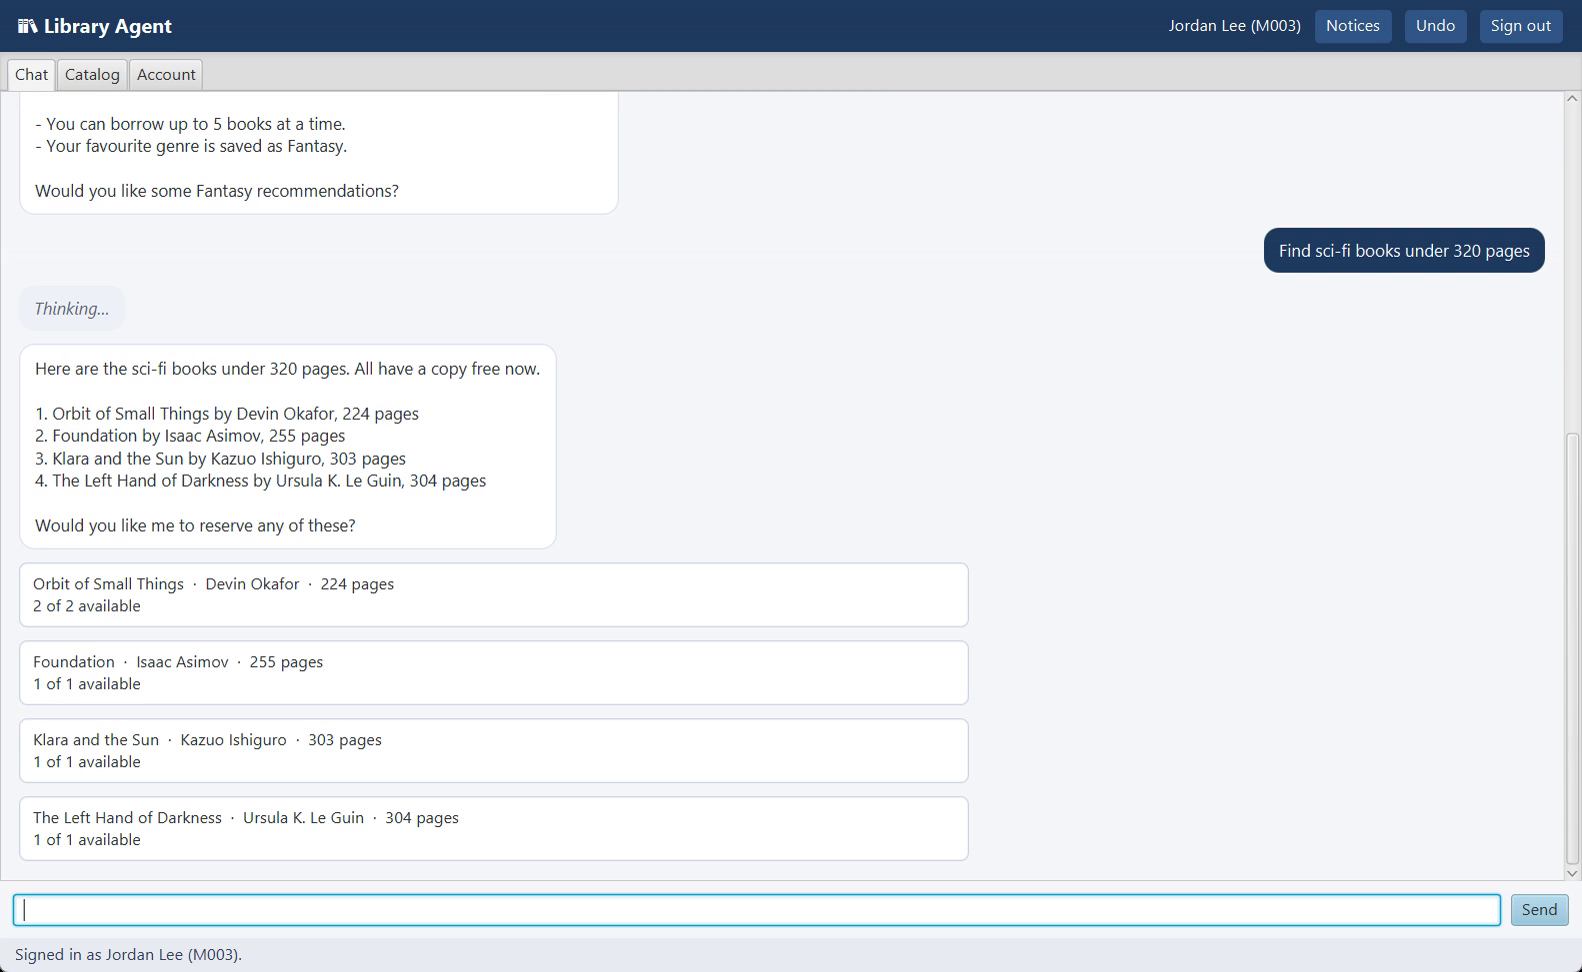 Library Agent
Jordan Lee (M003)
Notices
Undo
Sign out
Chat
Catalog
Account
- You can borrow up to 5 books at a time.
- Your favourite genre is saved as Fantasy.
Would you like some Fantasy recommendations?
Find sci-fi books under 320 pages
Thinking...
Here are the sci-fi books under 320 pages. All have a copy free now.
1. Orbit of Small Things by Devin Okafor, 224 pages
2. Foundation by Isaac Asimov, 255 pages
3. Klara and the Sun by Kazuo Ishiguro, 303 pages
4. The Left Hand of Darkness by Ursula K. Le Guin, 304 pages
Would you like me to reserve any of these?
Orbit of Small Things · Devin Okafor · 224 pages
2 of 2 available
Foundation · Isaac Asimov · 255 pages
1 of 1 available
Klara and the Sun · Kazuo Ishiguro · 303 pages
1 of 1 available
The Left Hand of Darkness · Ursula K. Le Guin · 304 pages
1 of 1 available
Send
Signed in as Jordan Lee (M003).